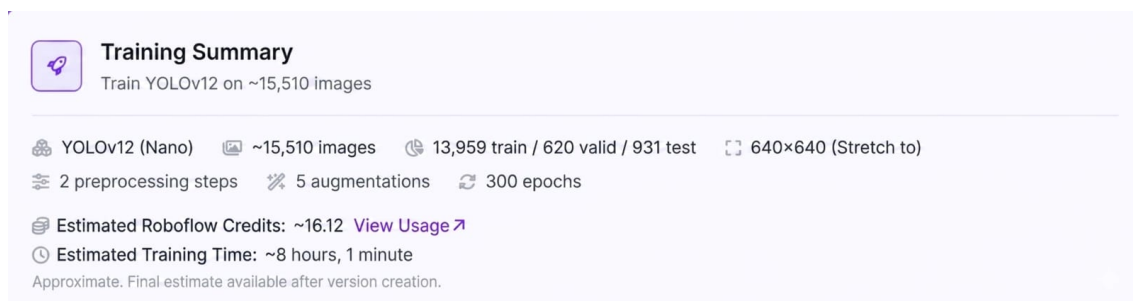 Training Summary
Train YOLOv12 on ~15,510 images
YOLOv12 (Nano) ~15,510 images 13,959 train / 620 valid / 931 test 640×640 (Stretch to)
2 preprocessing steps 5 augmentations 300 epochs
Estimated Roboflow Credits: ~16.12 View Usage
Estimated Training Time: ~8 hours, 1 minute
Approximate. Final estimate available after version creation.